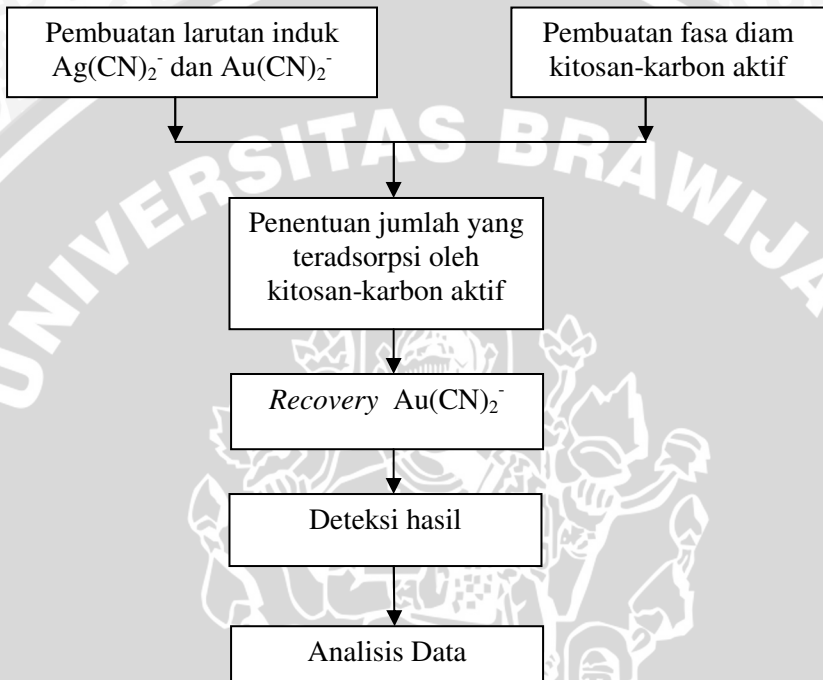 Pembuatan larutan induk
Ag(CN)₂⁻ dan Au(CN)₂⁻
Pembuatan fasa diam
kitosan-karbon aktif
UNIVERSITAS BRAWIJA
Penentuan jumlah yang
teradsorpsi oleh
kitosan-karbon aktif
Recovery Au(CN)₂⁻
Deteksi hasil
Analisis Data